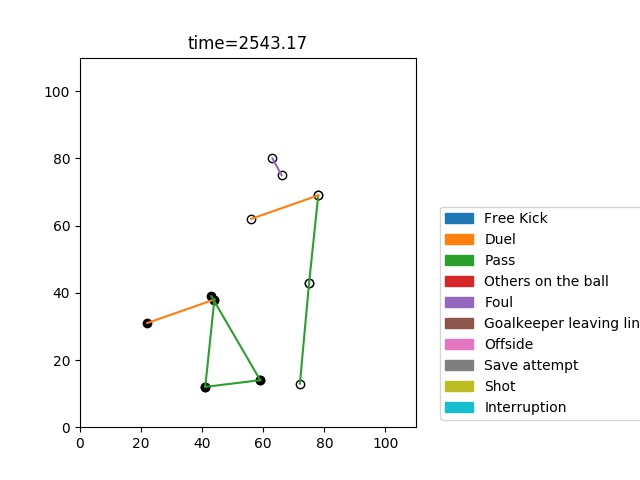 time=2543.17
100
80
60
40
20
0
0 20 40 60 80 100
Free Kick
Duel
Pass
Others on the ball
Foul
Goalkeeper leaving lin
Offside
Save attempt
Shot
Interruption